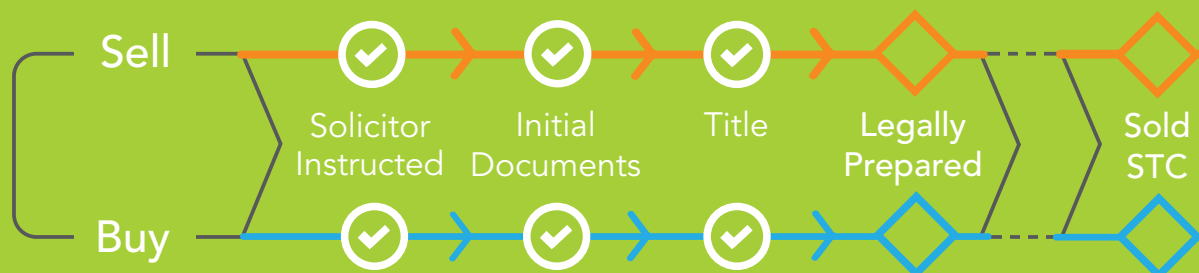 Sell
Solicitor
Instructed
Initial
Documents
Title
Legally
Prepared
Sold
STC
Buy